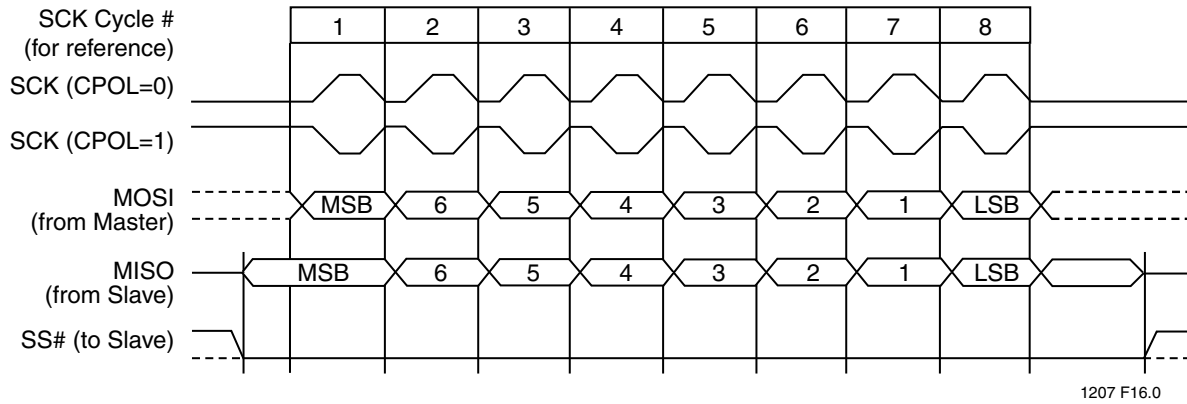 SCK Cycle #
(for reference)
1 2 3 4 5 6 7 8
SCK (CPOL=0)
SCK (CPOL=1)
MOSI
(from Master)
MSB 6 5 4 3 2 1 LSB
MISO
(from Slave)
MSB 6 5 4 3 2 1 LSB
SS# (to Slave)
1207 F16.0